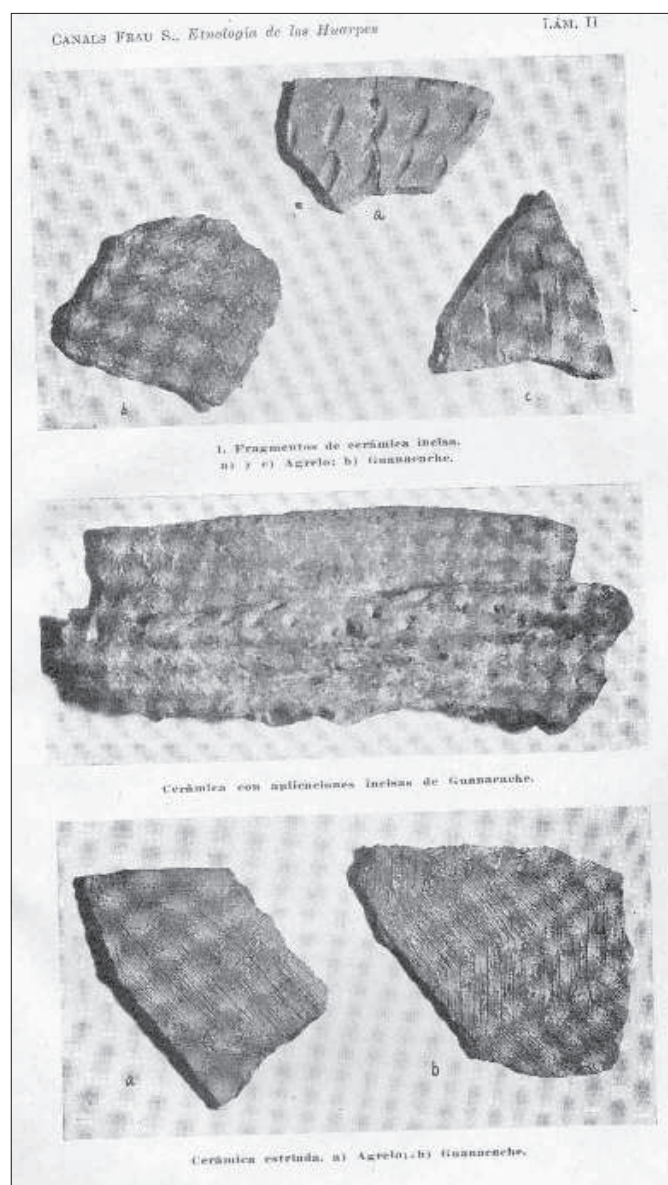 CANALS FRAU S., Etnología de los Huarpes
LÁM. II
a
b
c
1. Fragmentos de cerámica incisa.
a) y c) Agrelo; b) Guanacache.
Cerámica con aplicaciones incisas de Guanacache.
a
b
Cerámica estriada. a) Agrelo; b) Guanacache.